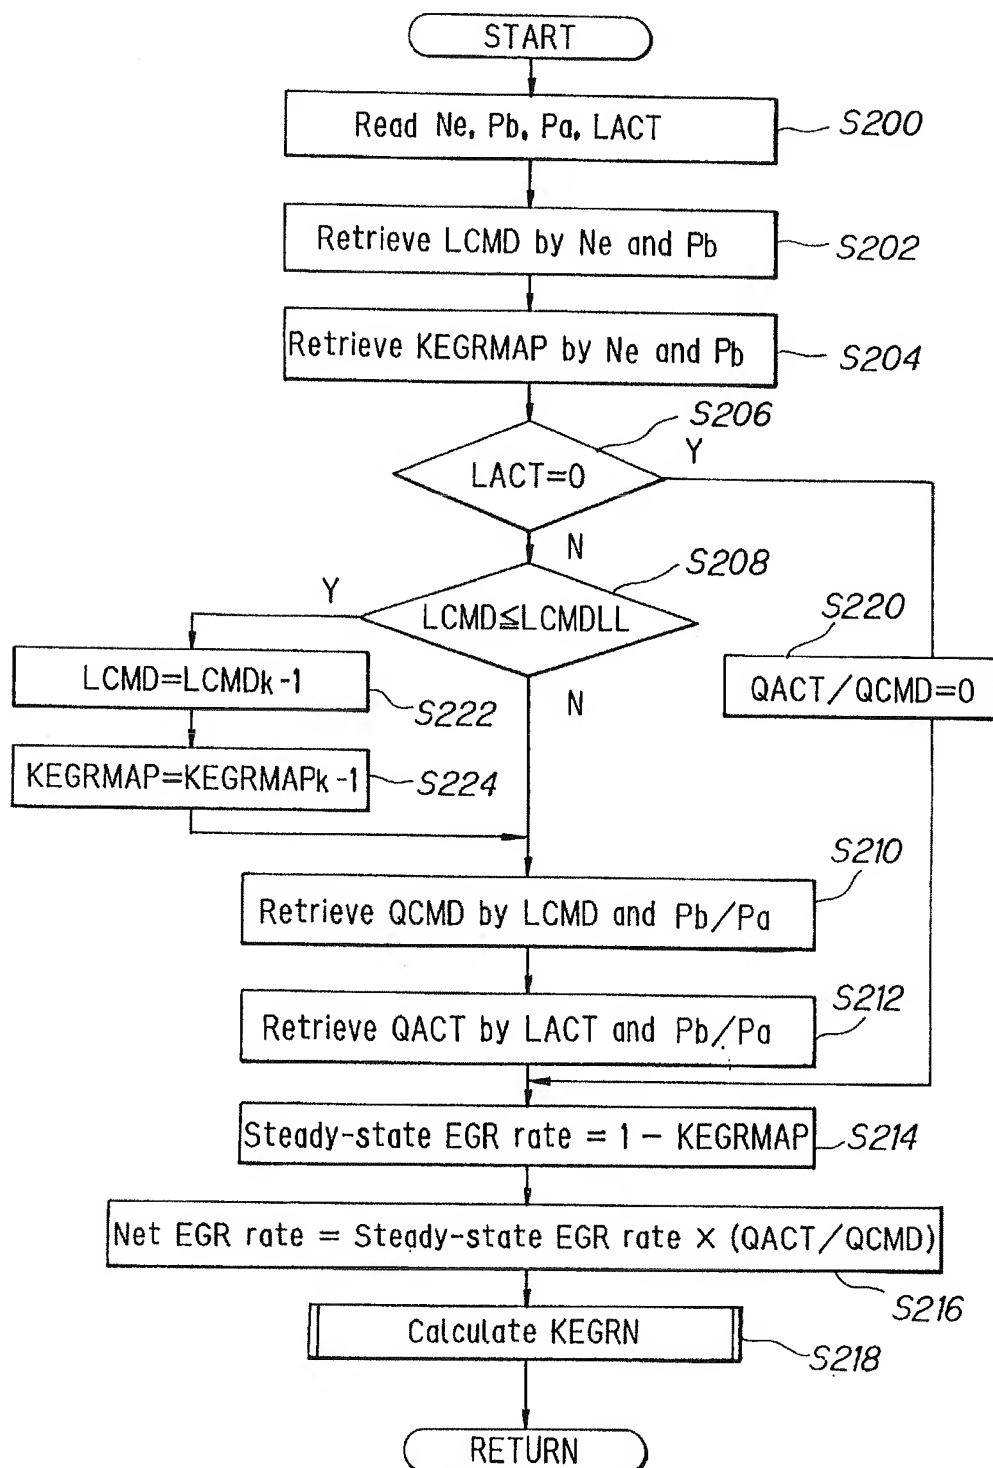 START
Read Ne, Pb, Pa, LACT
S200
Retrieve LCMD by Ne and Pb
S202
Retrieve KEGRMAP by Ne and Pb
S204
S206
LACT=0
Y
N
S208
Y
LCMD≦LCMDLL
N
S220
QACT/QCMD=0
LCMD=LCMDk-1
S222
KEGRMAP=KEGRMAPk-1
S224
S210
Retrieve QCMD by LCMD and Pb/Pa
S212
Retrieve QACT by LACT and Pb/Pa
Steady-state EGR rate = 1 - KEGRMAP
S214
Net EGR rate = Steady-state EGR rate × (QACT/QCMD)
S216
Calculate KEGRN
S218
RETURN